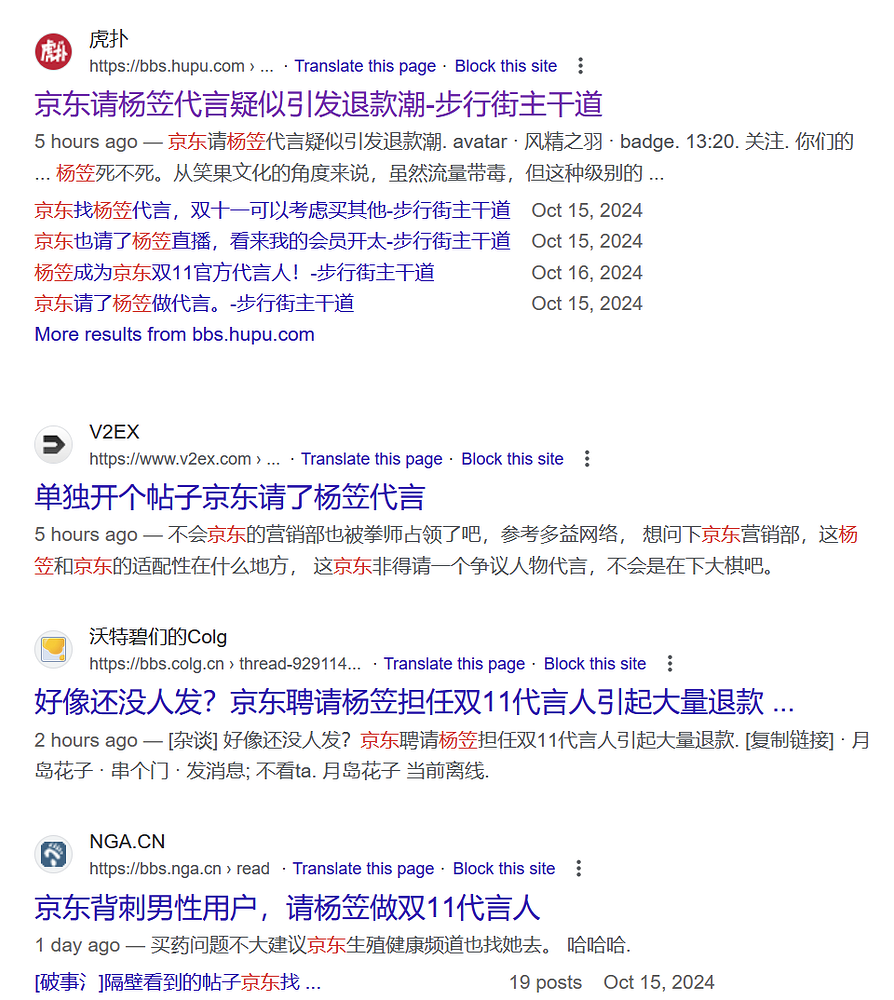 虎扑
https://bbs.hupu.com › ... · Translate this page · Block this site
京东请杨笠代言疑似引发退款潮-步行街主干道
5 hours ago — 京东请杨笠代言疑似引发退款潮. avatar · 风精之羽 · badge. 13:20. 关注. 你们的
... 杨笠死不死。从笑果文化的角度来说，虽然流量带毒，但这种级别的 ...
京东找杨笠代言，双十一可以考虑买其他-步行街主干道 Oct 15, 2024
京东也请了杨笠直播，看来我的会员开太-步行街主干道 Oct 15, 2024
杨笠成为京东双11官方代言人！-步行街主干道 Oct 16, 2024
京东请了杨笠做代言。-步行街主干道 Oct 15, 2024
More results from bbs.hupu.com
V2EX
https://www.v2ex.com › ... · Translate this page · Block this site
单独开个帖子京东请了杨笠代言
5 hours ago — 不会京东的营销部也被拳师占领了吧，参考多益网络， 想问下京东营销部，这杨
笠和京东的适配性在什么地方， 这京东非得请一个争议人物代言，不会是在下大棋吧。
沃特碧们的Colg
https://bbs.colg.cn › thread-929114... · Translate this page · Block this site
好像还没人发？京东聘请杨笠担任双11代言人引起大量退款 ...
2 hours ago — [杂谈] 好像还没人发？京东聘请杨笠担任双11代言人引起大量退款. [复制链接] · 月
岛花子 · 串个门 · 发消息; 不看ta. 月岛花子 当前离线.
NGA.CN
https://bbs.nga.cn › read · Translate this page · Block this site
京东背刺男性用户，请杨笠做双11代言人
1 day ago — 买药问题不大建议京东生殖健康频道也找她去。 哈哈哈.
[破事氵]隔壁看到的帖子京东找 ... 19 posts Oct 15, 2024